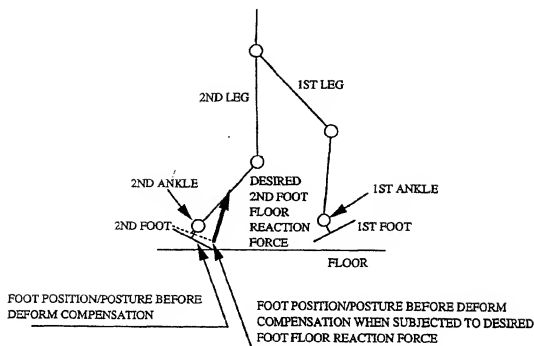 1ST LEG
2ND LEG
2ND ANKLE
DESIRED
2ND FOOT
FLOOR
REACTION
FORCE
1ST ANKLE
2ND FOOT
1ST FOOT
FLOOR
FOOT POSITION/POSTURE BEFORE
DEFORM COMPENSATION
FOOT POSITION/POSTURE BEFORE DEFORM
COMPENSATION WHEN SUBJECTED TO DESIRED
FOOT FLOOR REACTION FORCE